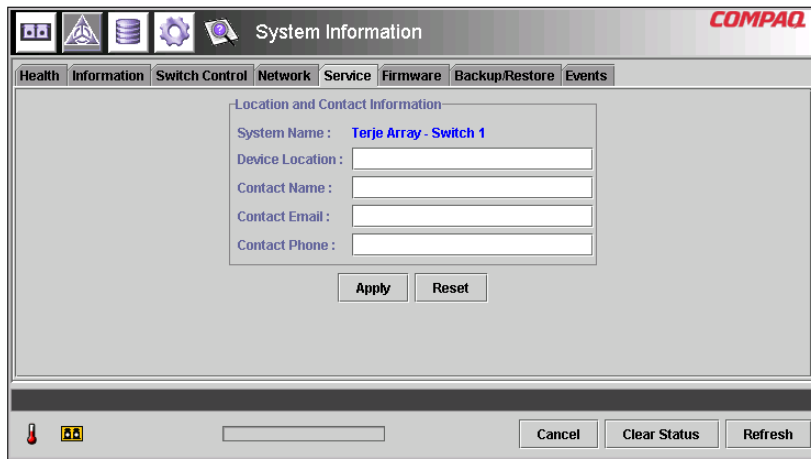 System Information
COMPAQ
Health Information Switch Control Network Service Firmware Backup/Restore Events
Location and Contact Information
System Name : Terje Array - Switch 1
Device Location :
Contact Name :
Contact Email :
Contact Phone :
Apply Reset
Cancel Clear Status Refresh